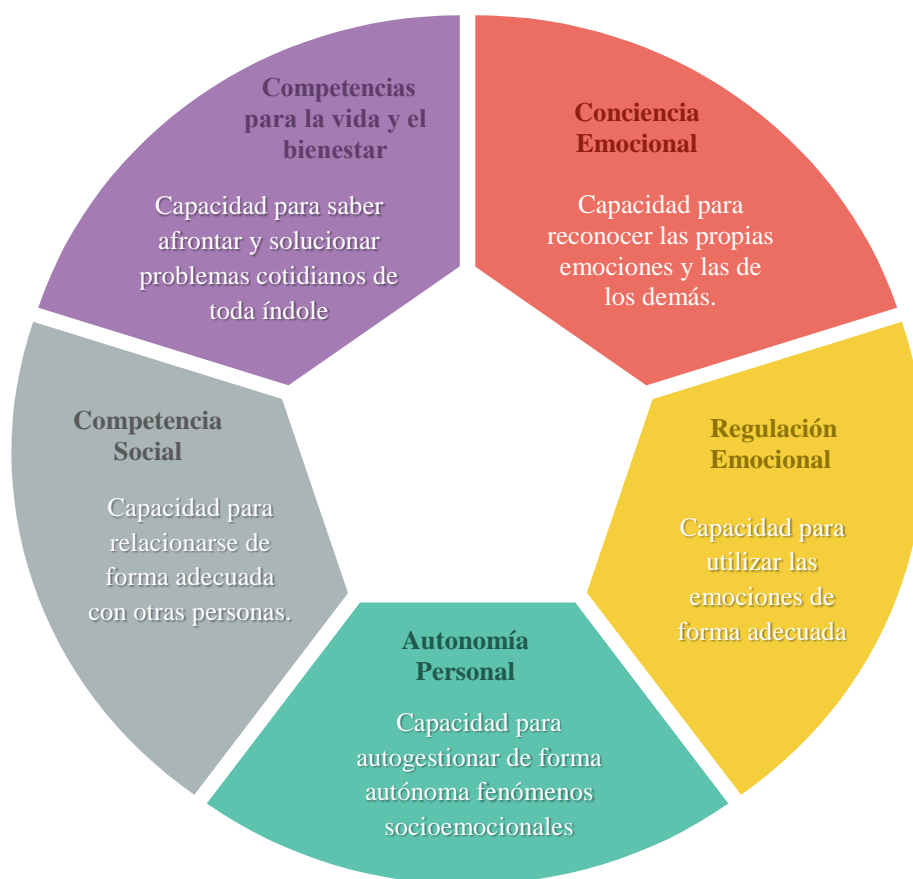 Competencias
para la vida y el
bienestar
Capacidad para saber
afrontar y solucionar
problemas cotidianos de
toda índole
Conciencia
Emocional
Capacidad para
reconocer las propias
emociones y las de
los demás.
Regulación
Emocional
Capacidad para
utilizar las
emociones de
forma adecuada
Autonomía
Personal
Capacidad para
autogestionar de forma
autónoma fenómenos
socioemocionales
Competencia
Social
Capacidad para
relacionarse de
forma adecuada
con otras personas.